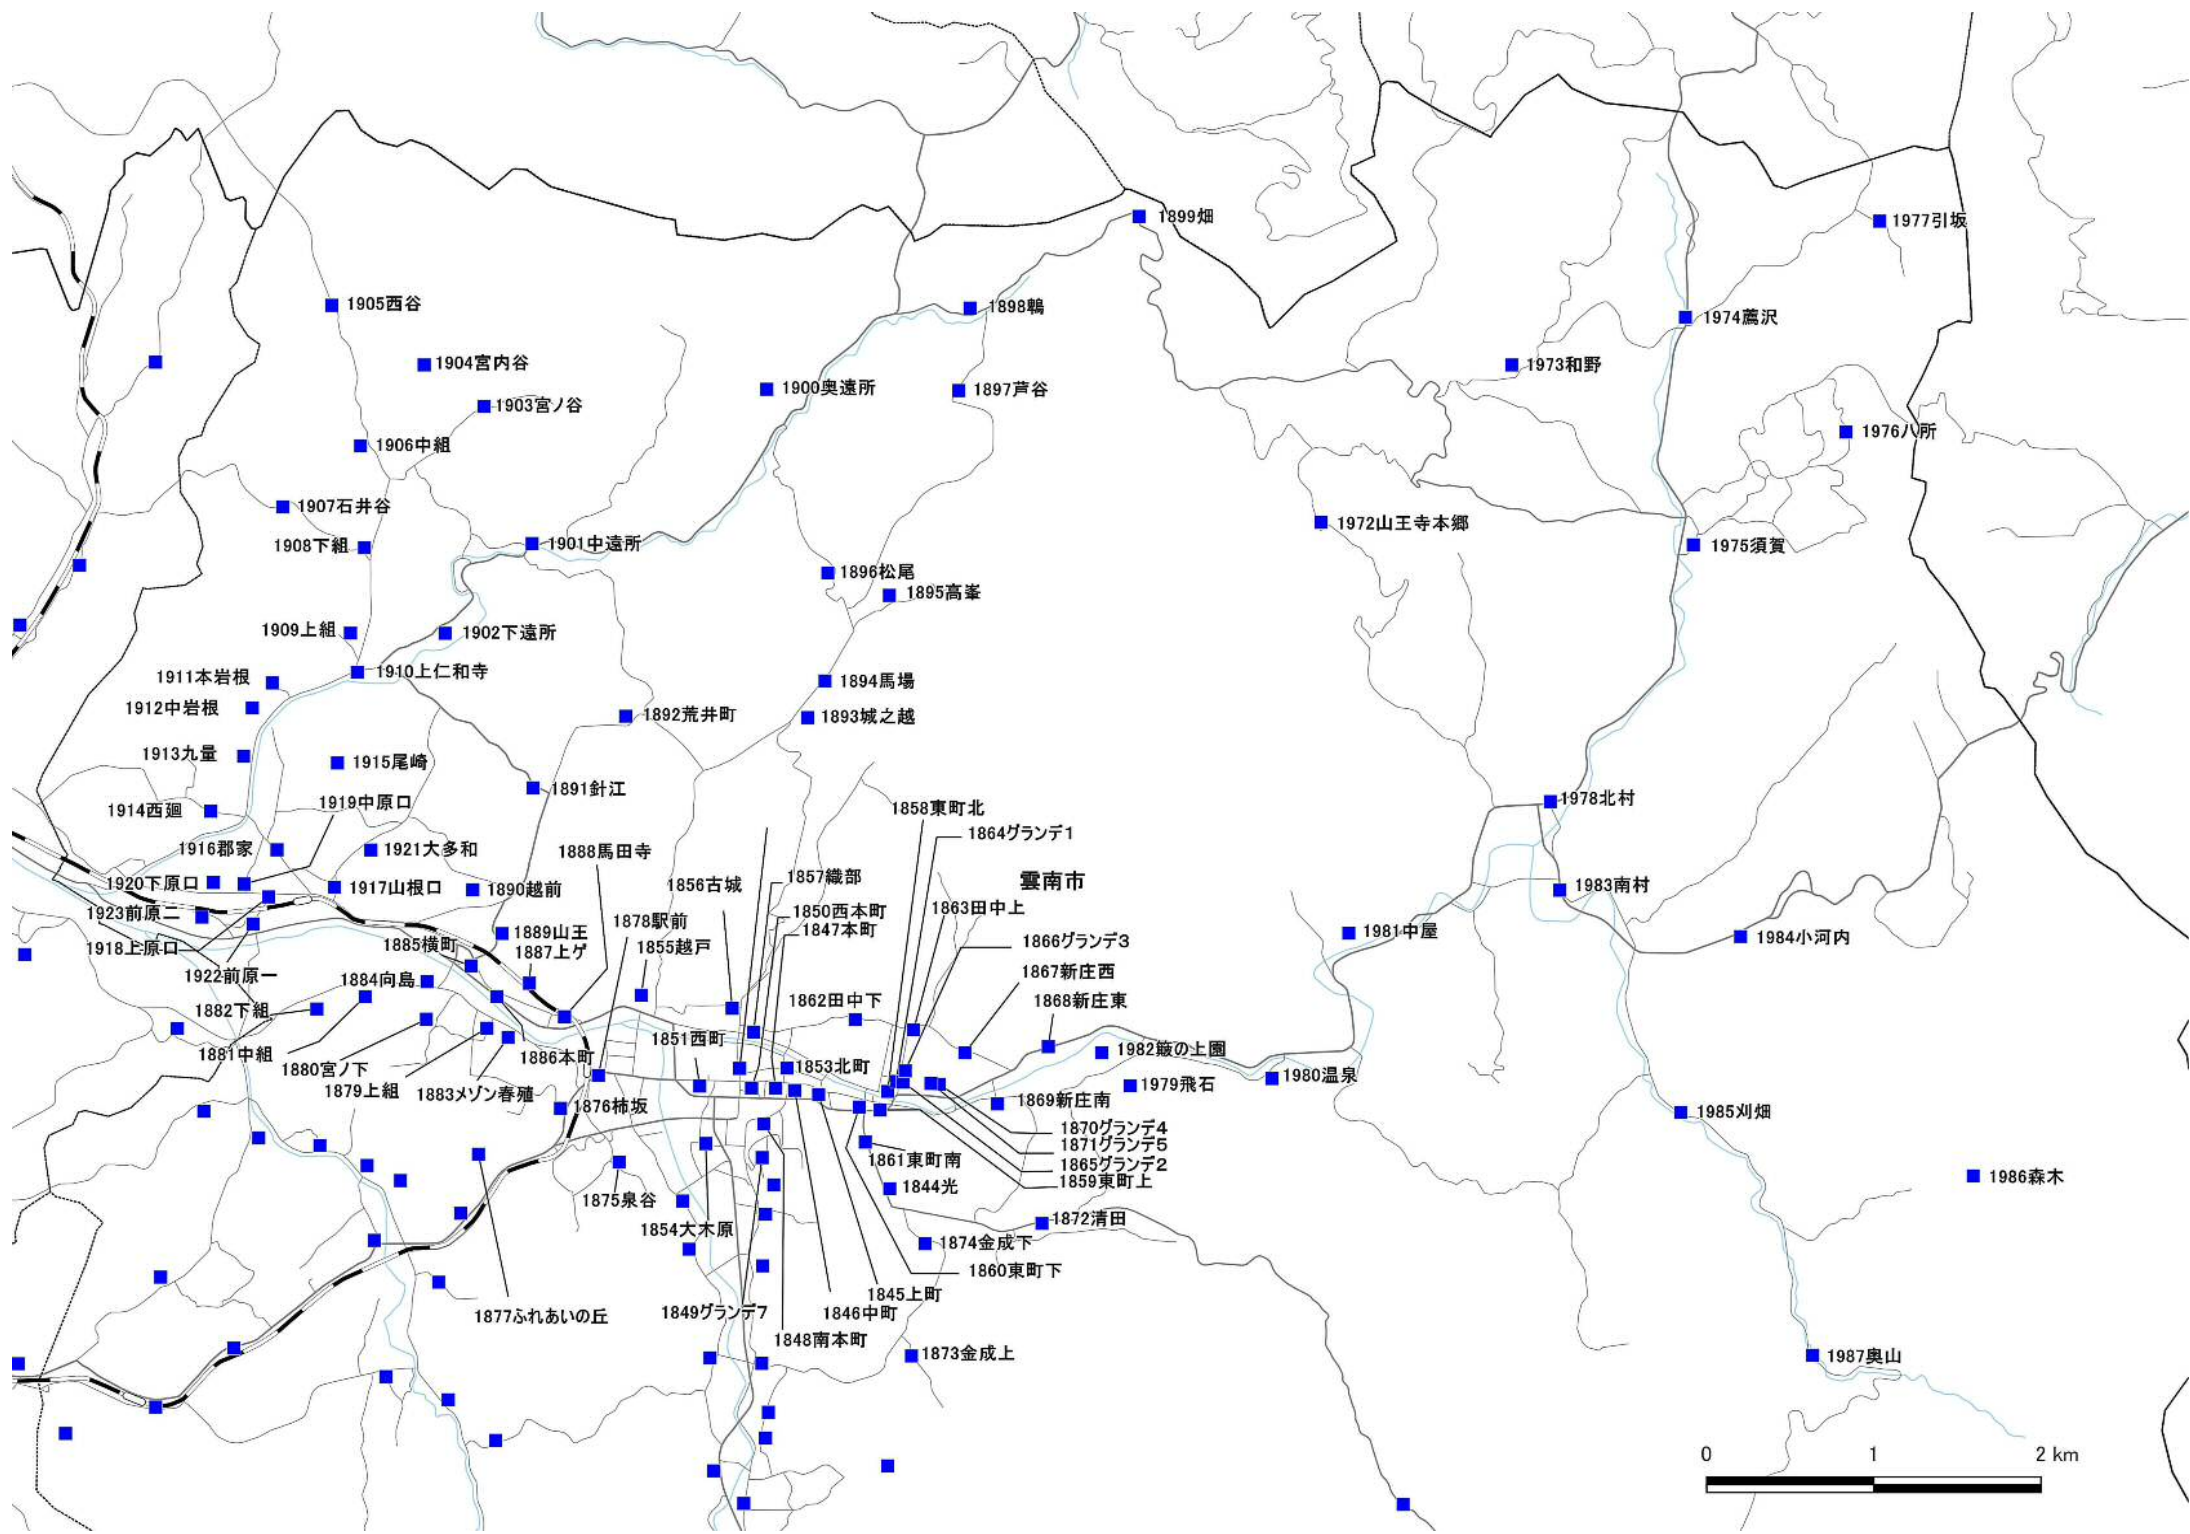 1899畑
1977引坂
1905西谷
1898鵯
1974薦沢
1904宮内谷
1973和野
1900奥遠所
1897芦谷
1903宮ノ谷
1976八所
1906中組
1907石井谷
1972山王寺本郷
1908下組
1901中遠所
1975須賀
1896松尾
1895高峯
1909上組
1902下遠所
1910上仁和寺
1911本岩根
1894馬場
1912中岩根
1892荒井町
1893城之越
1913九量
1915尾崎
1891針江
1978北村
1919中原口
1914西廻
1858東町北
1864グランデ1
1916郡家
1921大多和
1888馬田寺
1857織部
1856古城
雲南市
1920下原口
1917山根口
1890越前
1983南村
1923前原二
1850西本町
1863田中上
1878駅前
1847本町
1889山王
1981中屋
1984小河内
1918上原口
1885横町
1887上ゲ
1855越戸
1866グランデ3
1922前原一
1884向島
1867新庄西
1882下組
1862田中下
1868新庄東
1851西町
1881中組
1886本町
1982簸の上園
1880宮ノ下
1853北町
1980温泉
1879上組
1883メゾン春殖
1979飛石
1876柿坂
1869新庄南
1985刈畑
1870グランデ4
1871グランデ5
1861東町南
1865グランデ2
1986森木
1859東町上
1844光
1875泉谷
1872清田
1854大木原
1874金成下
1860東町下
1845上町
1877ふれあいの丘
1849グランデ7
1846中町
1848南本町
1873金成上
1987奥山
0 1 2 km